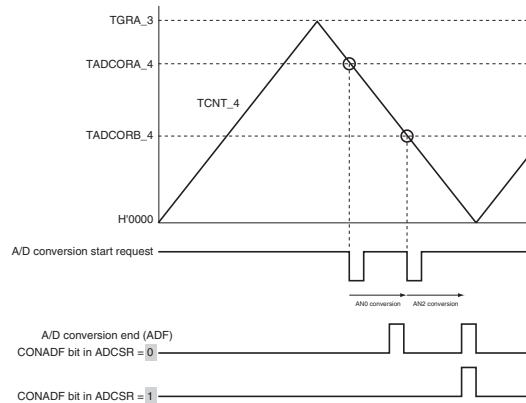 TGRA_3
TADCORA_4
TCNT_4
TADCORB_4
H'0000
A/D conversion start request
AN0 conversion
AN2 conversion
A/D conversion end (ADF)
CONADF bit in ADCSR = 0
CONADF bit in ADCSR = 1